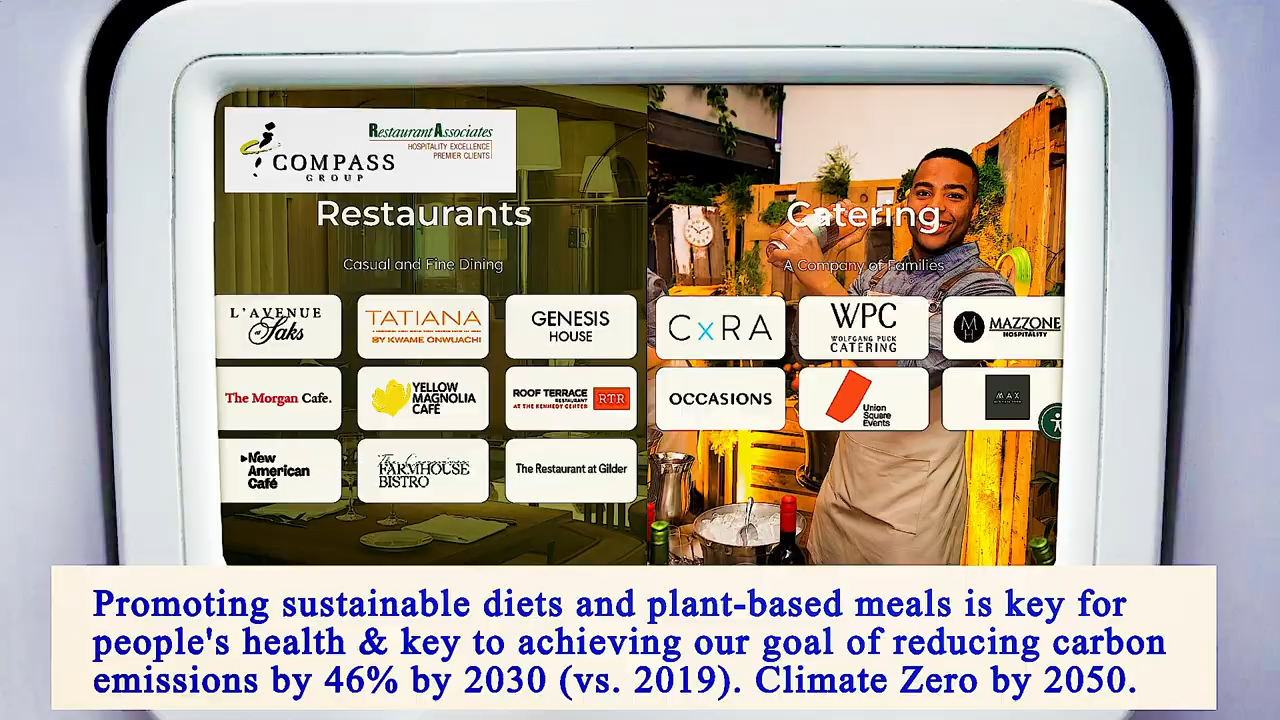 COMPASS
GROUP
Restaurant Associates
HOSPITALITY EXCELLENCE
PREMIER CLIENTS
Restaurants
Casual and Fine Dining
L'AVENUE
at
Saks
TATIANA
BY KWAME ONWUACHI
GENESIS
HOUSE
The Morgan Cafe.
YELLOW
MAGNOLIA
CAFÉ
ROOF TERRACE
RESTAURANT
AT THE KENNEDY CENTER
RTR
New
American
Café
FARMHOUSE
BISTRO
The Restaurant at Gilder
Catering
A Company of Families
CxRA
WPC
WOLFGANG PUCK
CATERING
MH
MAZZONE
HOSPITALITY
OCCASIONS
Union
Square
Events
MAX
Promoting sustainable diets and plant-based meals is key for
people's health & key to achieving our goal of reducing carbon
emissions by 46% by 2030 (vs. 2019). Climate Zero by 2050.